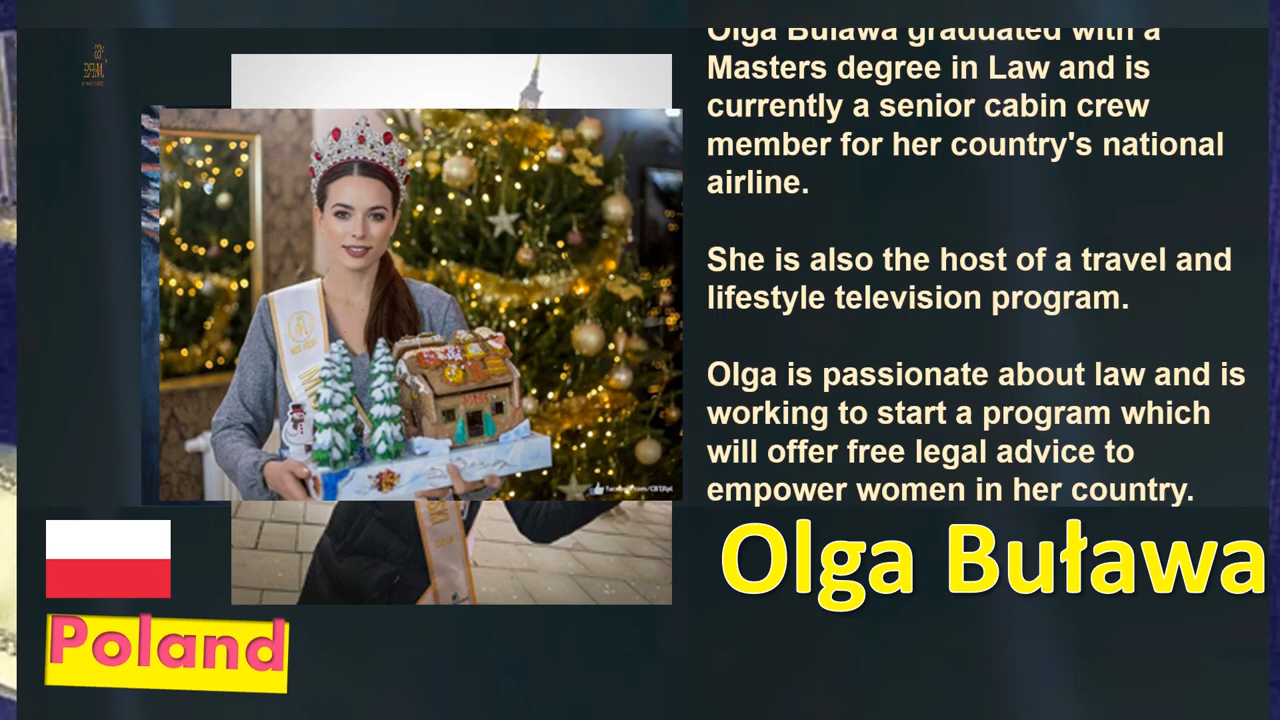 Olga Buława graduated with a
Masters degree in Law and is
currently a senior cabin crew
member for her country's national
airline.
She is also the host of a travel and
lifestyle television program.
Olga is passionate about law and is
working to start a program which
will offer free legal advice to
empower women in her country.
Olga Buława
Poland